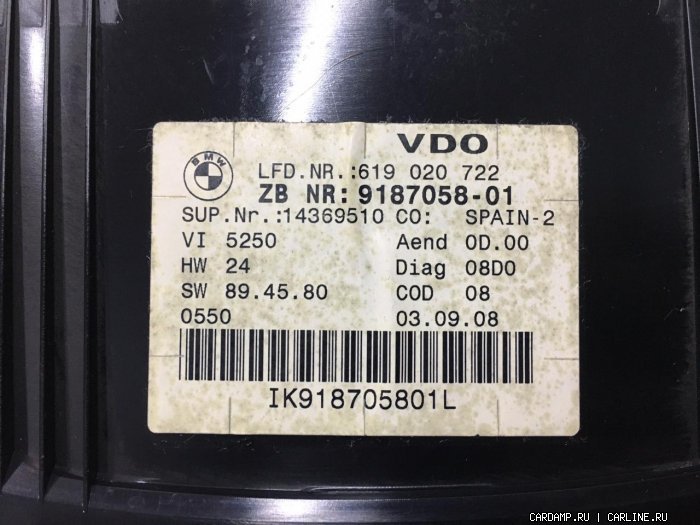 VDO
BMW
LFD.NR.:619 020 722
ZB NR: 9187058-01
SUP.Nr.:14369510 CO: SPAIN-2
VI 5250 Aend 0D.00
HW 24 Diag 08D0
SW 89.45.80 COD 08
0550 03.09.08
IK918705801L
CARDAMP.RU | CARLINE.RU